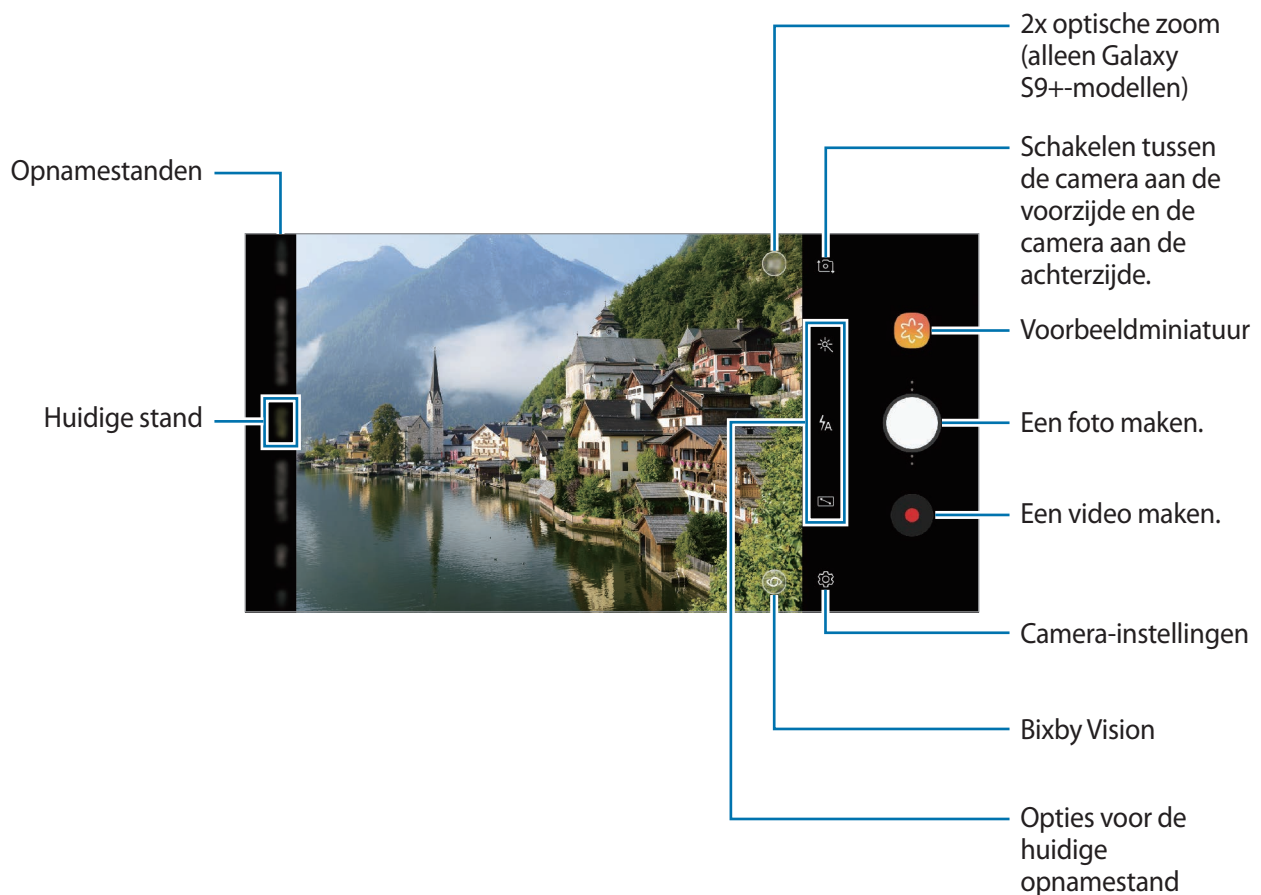 2x optische zoom
(alleen Galaxy
S9+-modellen)
Opnamestanden
Schakelen tussen
de camera aan de
voorzijde en de
camera aan de
achterzijde.
Voorbeeldminiatuur
Huidige stand
Een foto maken.
Een video maken.
Camera-instellingen
Bixby Vision
Opties voor de
huidige
opnamestand